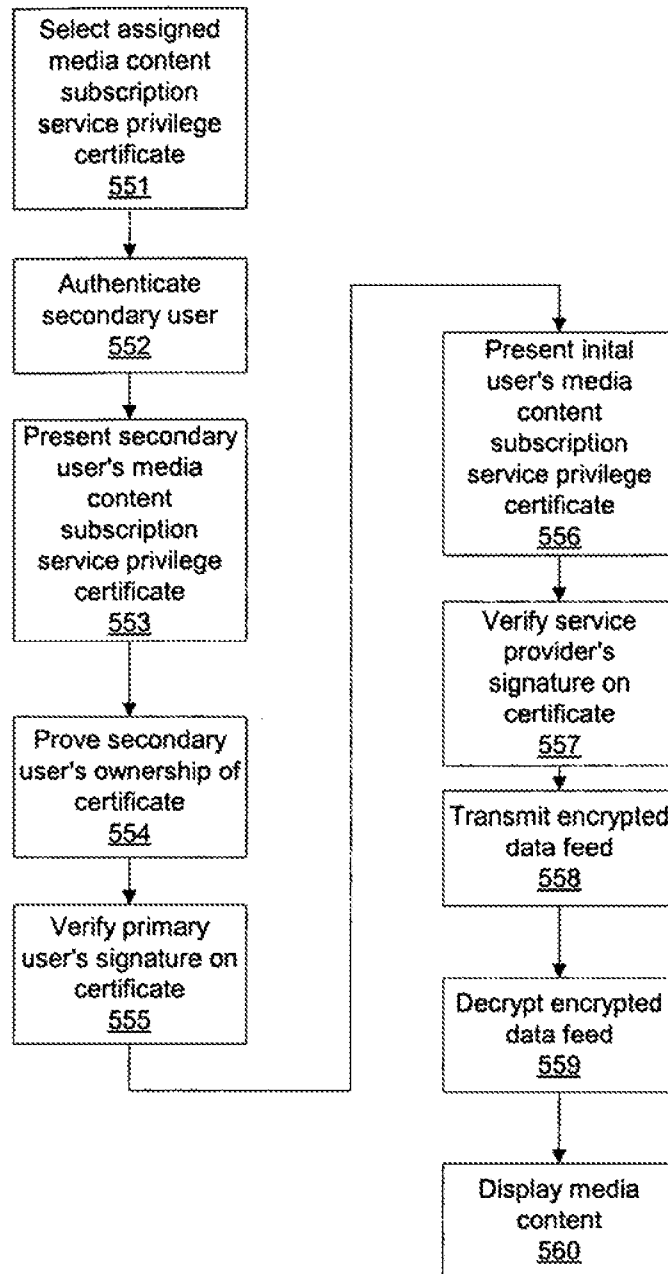 Select assigned
media content
subscription
service privilege
certificate
551
Authenticate
secondary user
552
Present secondary
user's media
content
subscription
service privilege
certificate
553
Prove secondary
user's ownership of
certificate
554
Verify primary
user's signature on
certificate
555
Present inital
user's media
content
subscription
service privilege
certificate
556
Verify service
provider's
signature on
certificate
557
Transmit encrypted
data feed
558
Decrypt encrypted
data feed
559
Display media
content
560